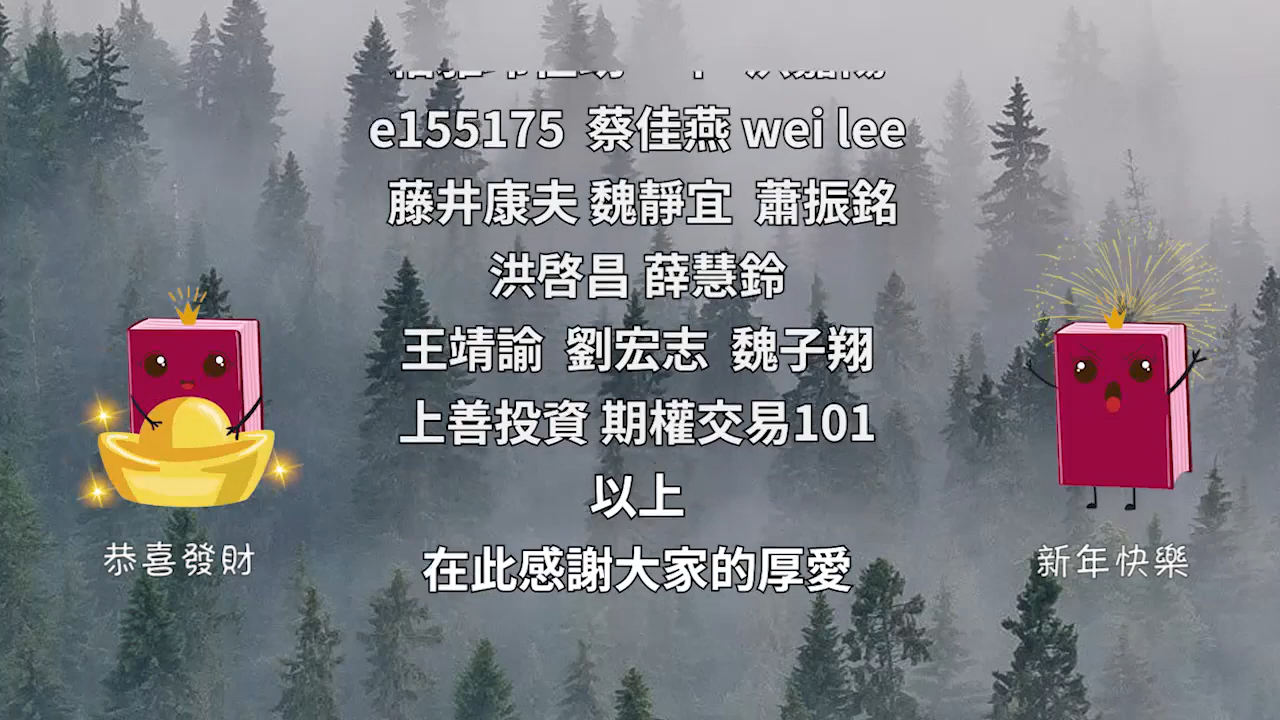 e155175 蔡佳燕 wei lee
藤井康夫 魏靜宜 蕭振銘
洪啓昌 薛慧鈴
王靖諭 劉宏志 魏子翔
上善投資 期權交易101
以上
在此感謝大家的厚愛
恭喜發財
新年快樂